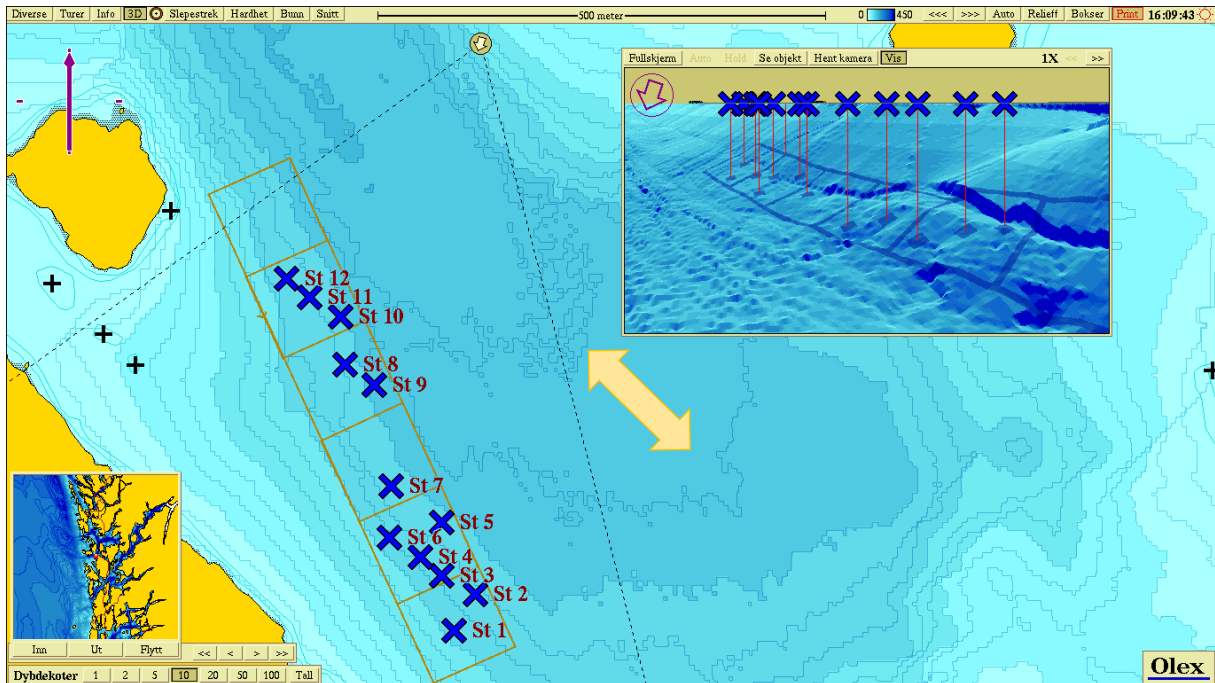 Diverse Turer Info 3D Slepestrek Hardhet Bunn Snitt 500 meter 0 450 <<< >>> Auto Relieff Bokser Print 16:09:43
Fullskjerm Auto Hold Se objekt Hent kamera Vis 1X << >>
St 12
St 11
St 10
St 8
St 9
St 7
St 5
St 6
St 4
St 3
St 2
St 1
Inn Ut Flytt << < > >>
Dybdekoter 1 2 5 10 20 50 100 Tall
Olex